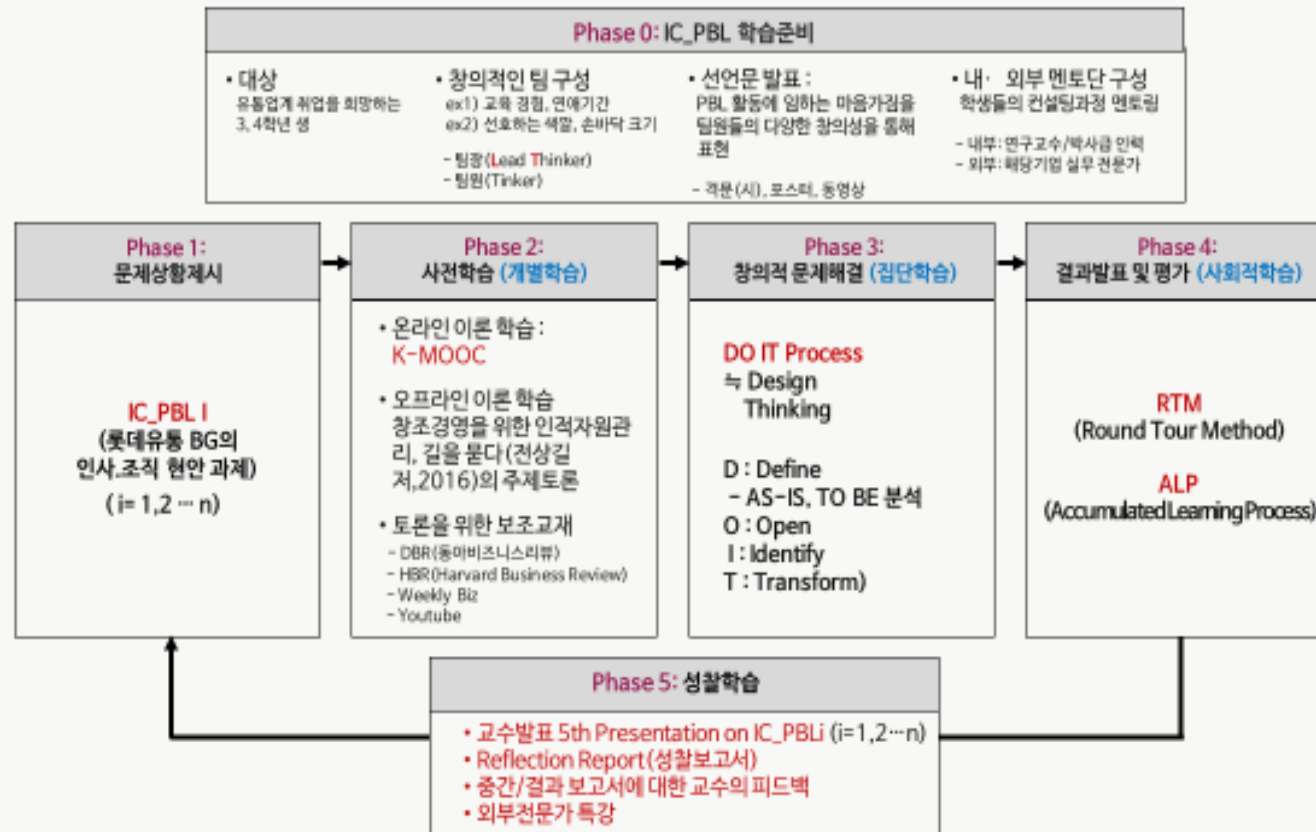 Phase 0: IC_PBL 학습준비
• 대상
유통업계 취업을 희망하는
3, 4학년 생
• 창의적인 팀 구성
ex1) 교육 경험, 연애기간
ex2) 선호하는 색깔, 손바닥 크기
- 팀장(Lead Thinker)
- 팀원(Tinker)
• 선언문 발표 :
PBL 활동에 임하는 마음가짐을
팀원들의 다양한 창의성을 통해
표현
- 격문(시), 포스터, 동영상
• 내· 외부 멘토단 구성
학생들의 컨설팅과정 멘토링
- 내부: 연구교수/박사급 인력
- 외부: 해당기업 실무 전문가
Phase 1:
문제상황제시
IC_PBL I
(롯데유통 BG의
인사.조직 현안 과제)
( i= 1,2 ··· n)
Phase 2:
사전학습 (개별학습)
• 온라인 이론 학습 :
K-MOOC
• 오프라인 이론 학습
창조경영을 위한 인적자원관
리, 길을 묻다(전상길
저,2016)의 주제토론
• 토론을 위한 보조교재
- DBR(동아비즈니스리뷰)
- HBR(Harvard Business Review)
- Weekly Biz
- Youtube
Phase 3:
창의적 문제해결 (집단학습)
DO IT Process
≒ Design
Thinking
D : Define
- AS-IS, TO BE 분석
O : Open
I : Identify
T : Transform)
Phase 4:
결과발표 및 평가 (사회적학습)
RTM
(Round Tour Method)
ALP
(Accumulated Learning Process)
Phase 5: 성찰학습
• 교수발표 5th Presentation on IC_PBLi (i=1,2···n)
• Reflection Report(성찰보고서)
• 중간/결과 보고서에 대한 교수의 피드백
• 외부전문가 특강